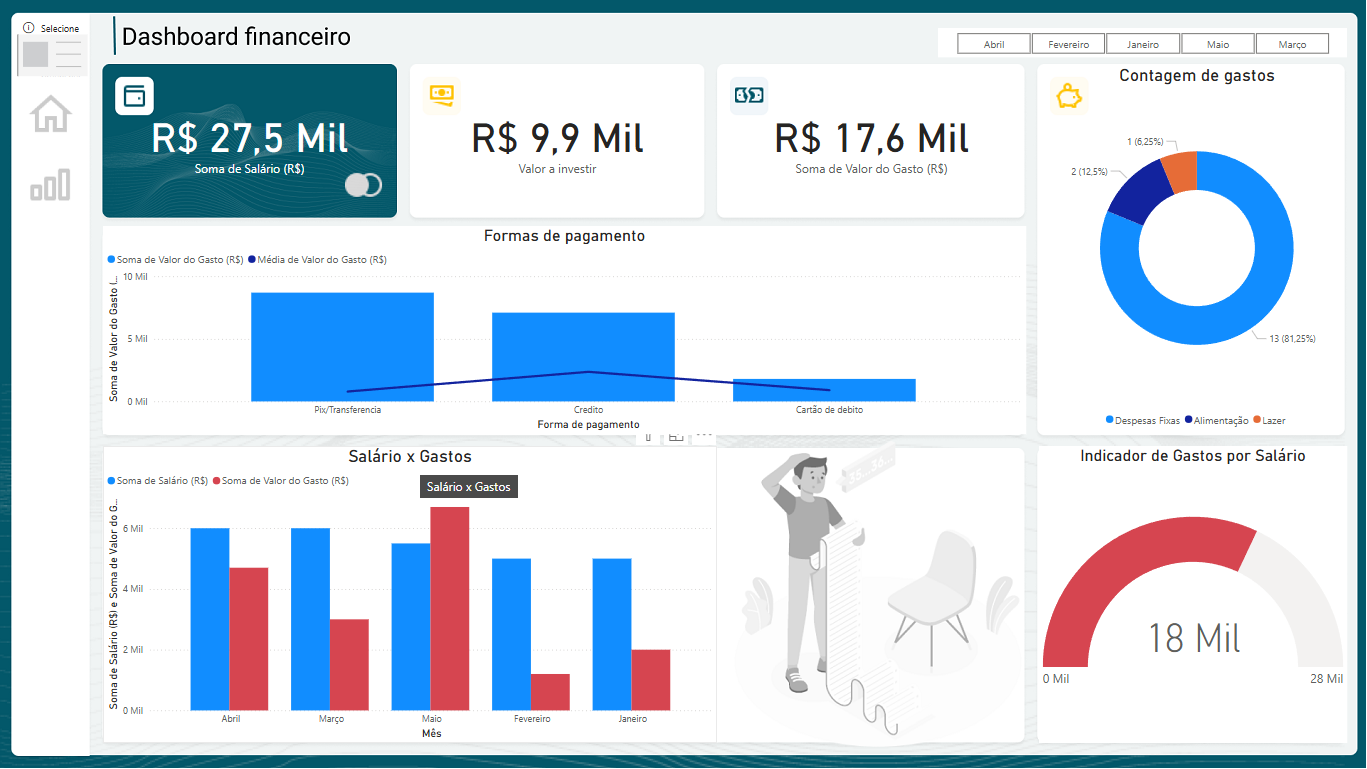 Selecione
Dashboard financeiro
Abril
Fevereiro
Janeiro
Maio
Março
R$ 27,5 Mil
Soma de Salário (R$)
R$ 9,9 Mil
Valor a investir
R$ 17,6 Mil
Soma de Valor do Gasto (R$)
Contagem de gastos
1 (6,25%)
2 (12,5%)
13 (81,25%)
Despesas Fixas
Alimentação
Lazer
Formas de pagamento
Soma de Valor do Gasto (R$)
Média de Valor do Gasto (R$)
Soma de Valor do Gasto (...
10 Mil
5 Mil
0 Mil
Pix/Transferencia
Credito
Cartão de debito
Forma de pagamento
Salário x Gastos
Soma de Salário (R$)
Soma de Valor do Gasto (R$)
Salário x Gastos
Soma de Salário (R$) e Soma de Valor do G...
6 Mil
4 Mil
2 Mil
0 Mil
Abril
Março
Maio
Fevereiro
Janeiro
Mês
Indicador de Gastos por Salário
18 Mil
0 Mil
28 Mil